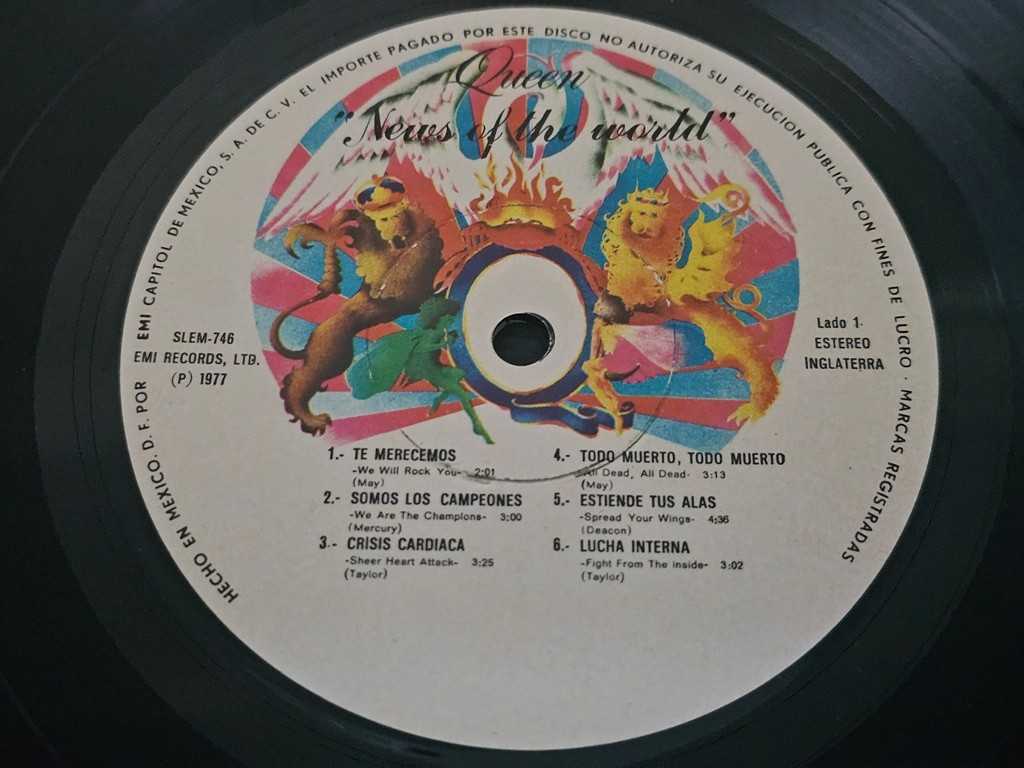 HECHO EN MEXICO. D. F. POR EMI CAPITOL DE MEXICO, S. A. DE C. V. EL IMPORTE PAGADO POR ESTE DISCO NO AUTORIZA SU EJECUCION PUBLICA CON FINES DE LUCRO · MARCAS REGISTRADAS
Queen
"News of the world"
SLEM-746
EMI RECORDS, LTD.
(P) 1977
Lado 1·
ESTEREO
INGLATERRA
1.- TE MERECEMOS
-We Will Rock You- 2:01
(May)
2.- SOMOS LOS CAMPEONES
-We Are The Champions- 3:00
(Mercury)
3.- CRISIS CARDIACA
-Sheer Heart Attack- 3:25
(Taylor)
4.- TODO MUERTO, TODO MUERTO
-All Dead, All Dead- 3:13
(May)
5.- ESTIENDE TUS ALAS
-Spread Your Wings- 4:36
(Deacon)
6.- LUCHA INTERNA
-Fight From The inside- 3:02
(Taylor)